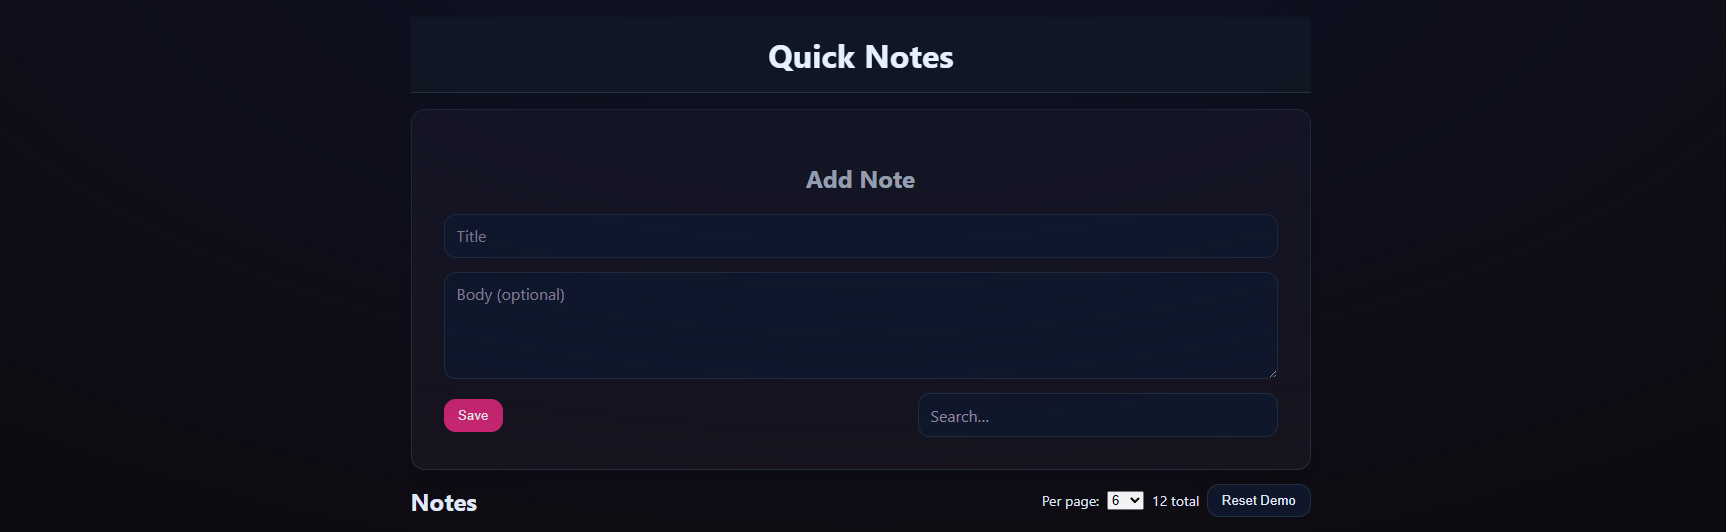 Quick Notes
Add Note
Title
Body (optional)
Save
Search...
Notes
Per page: 6 12 total Reset Demo